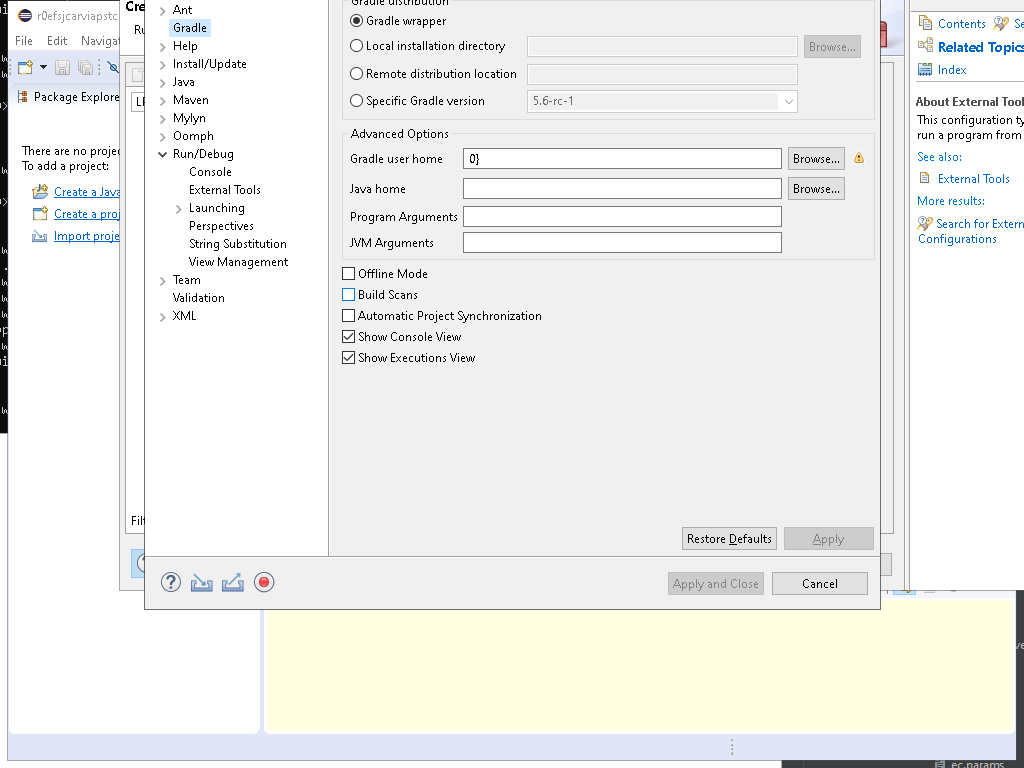 r0efsjcarviapstc
File Edit Navigat
Package Explore
There are no projec
To add a project:
Create a Java
Create a proj
Import proje
Cre
Ru
Filt
Ant
Gradle
Help
Install/Update
Java
Maven
Mylyn
Oomph
Run/Debug
Console
External Tools
Launching
Perspectives
String Substitution
View Management
Team
Validation
XML
Gradle distribution
Gradle wrapper
Local installation directory
Browse...
Remote distribution location
Specific Gradle version
5.6-rc-1
Advanced Options
Gradle user home
0}
Browse...
Java home
Browse...
Program Arguments
JVM Arguments
Offline Mode
Build Scans
Automatic Project Synchronization
Show Console View
Show Executions View
Restore Defaults
Apply
Apply and Close
Cancel
Contents
Se
Related Topics
Index
About External Tool
This configuration ty
run a program from
See also:
External Tools
More results:
Search for Extern
Configurations
ec.params